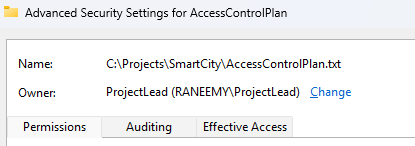 Advanced Security Settings for AccessControlPlan
Name: C:\Projects\SmartCity\AccessControlPlan.txt
Owner: ProjectLead (RANEEMY\ProjectLead) Change
Permissions Auditing Effective Access